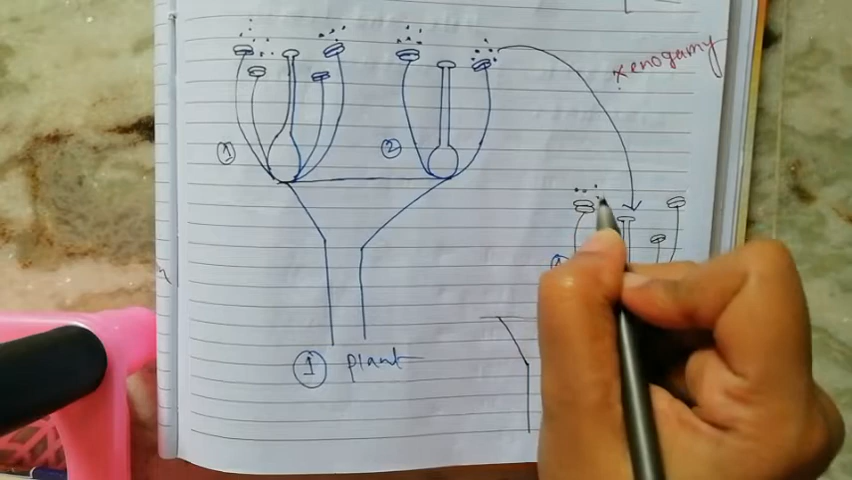 xenogamy
① ②
① plant